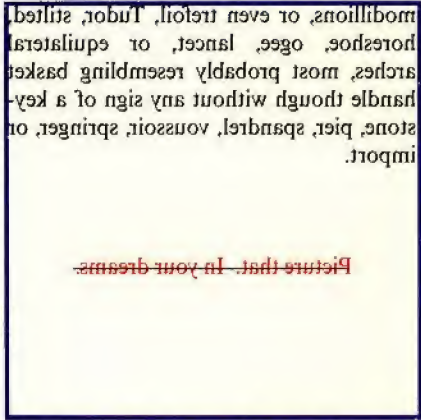 modillions, or even trefoil, Tudor, stilted,
horseshoe, ogee, lancet, or equilateral
arches, most probably resembling basket
handle though without any sign of a key-
stone, pier, spandrel, voussoir, springer, or
import.
Picture that. In your dreams.